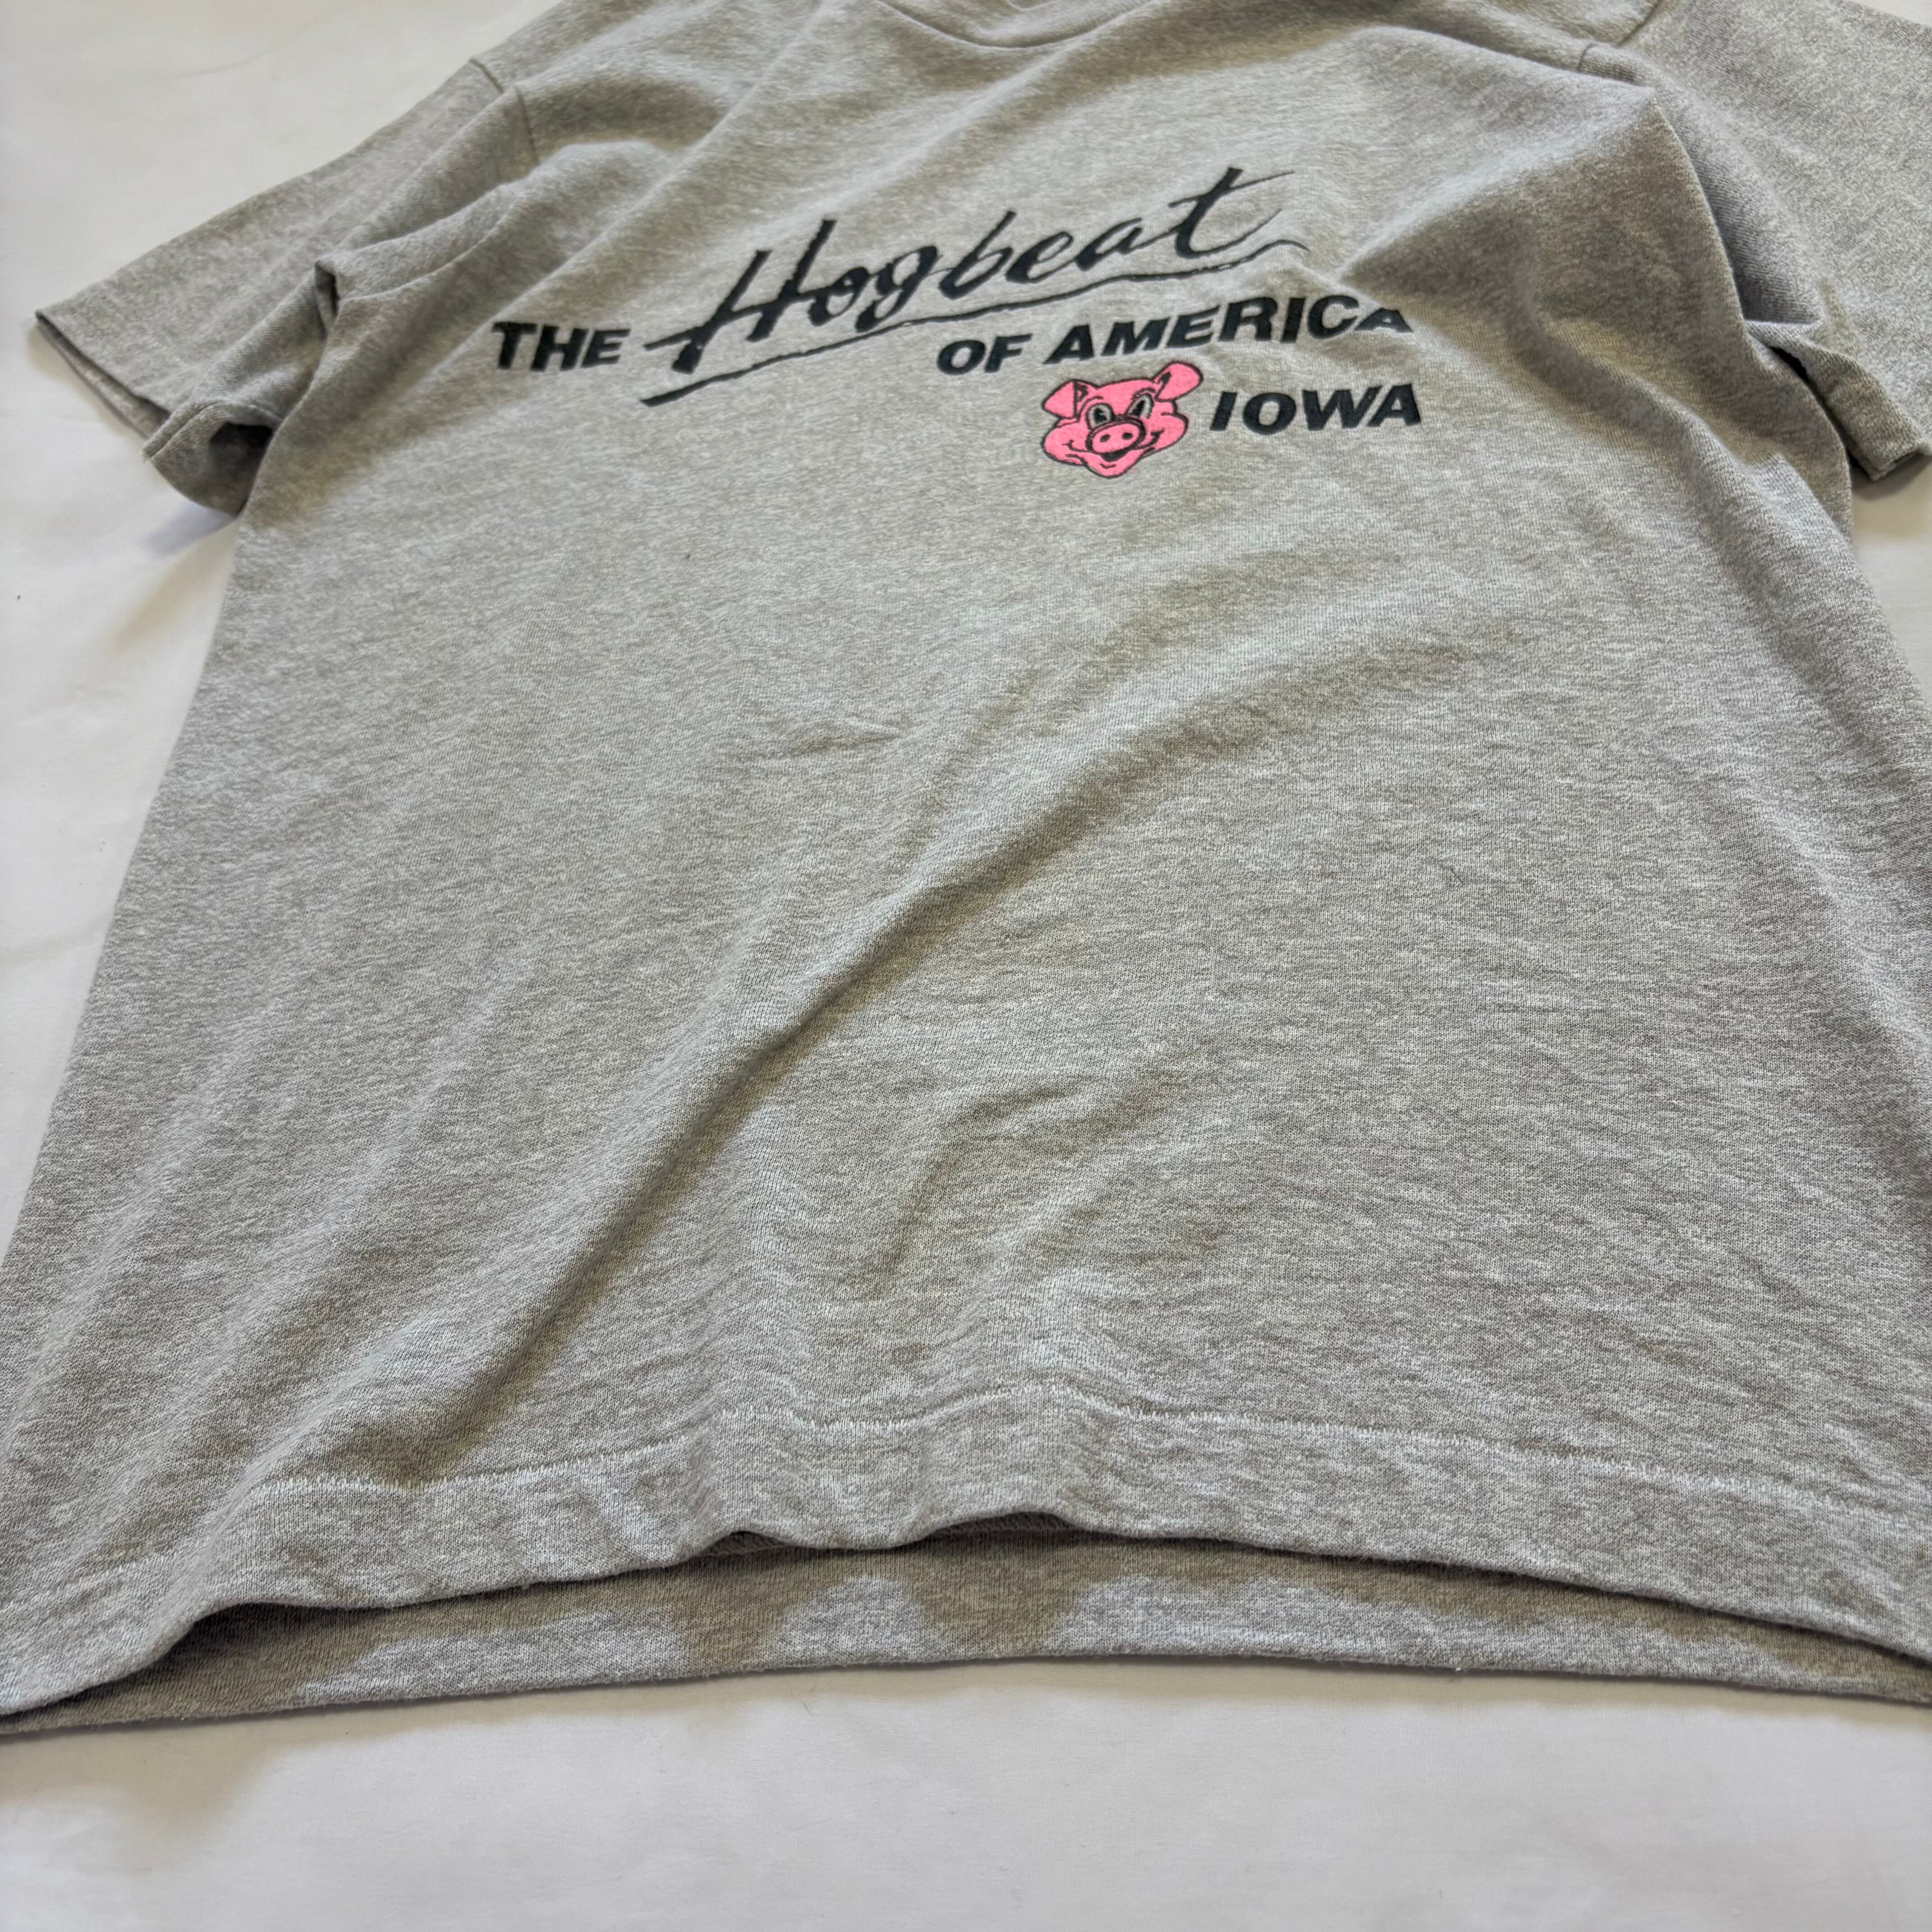 THE Hogbeat
OF AMERICA
IOWA